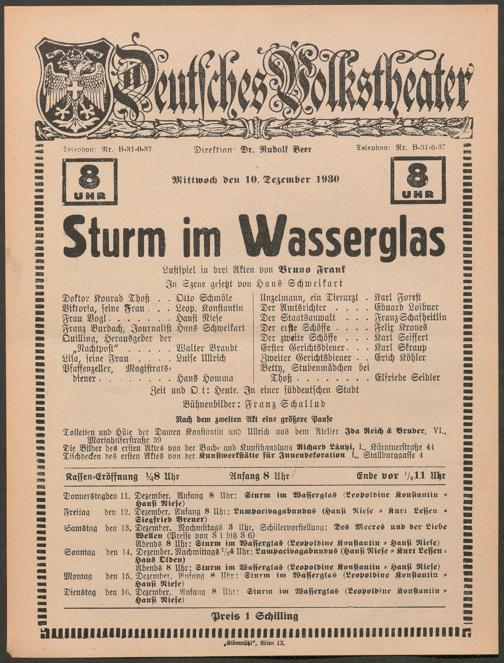 Deutsches Volkstheater
Telephon: Nr. B-31-0-37 Direktion: Dr. Rudolf Beer Telephon: Nr. B-31-0-37
8 UHR Mittwoch den 10. Dezember 1930 8 UHR
Sturm im Wasserglas
Lustspiel in drei Akten von Bruno Frank
In Szene gesetzt von Hans Schweikart
Doktor Konrad Thoß . . Otto Schmöle
Viktoria, seine Frau . . . Leop. Konstantin
Frau Vogl . . . . . . . Hansi Niese
Franz Burdach, Journalist Hans Schweikart
Quilling, Herausgeber der
„Nachtpost“ . . . . . Walter Brandt
Lisa, seine Frau . . . . Luise Ullrich
Pfaffenzeller, Magistrats-
diener . . . . . . . . Hans Homma
Unzelmann, ein Tierarzt . Karl Forest
Der Amtsrichter . . . . Eduard Loibner
Der Staatsanwalt . . . Franz Schafheitlin
Der erste Schöffe . . . . Felix Krones
Der zweite Schöffe . . . Karl Seiffert
Erster Gerichtsdiener . . . Karl Skraup
Zweiter Gerichtsdiener . . Erich Köhler
Betty, Stubenmädchen bei
Thoß . . . . . . . . . Elfriede Seidler
Zeit und Ort: Heute. In einer süddeutschen Stadt
Bühnenbilder: Franz Schallud
Nach dem zweiten Akt eine größere Pause
Toiletten und Hüte der Damen Konstantin und Ullrich aus dem Atelier Ida Reich & Bruder, VI.,
Mariahilferstraße 39
Die Bilder des ersten Aktes von der Buch- und Kunsthandlung Richard Lányi, I., Kärntnerstraße 44
Tischdecken des ersten Aktes von der Kunstwerkstätte für Innendekoration I., Stallburggasse 4
Kassen-Eröffnung ¼8 Uhr Anfang 8 Uhr Ende vor ½11 Uhr
Donnerstag den 11. Dezember. Anfang 8 Uhr: Sturm im Wasserglas (Leopoldine Konstantin =
Hansi Niese)
Freitag den 12. Dezember. Anfang 8 Uhr: Lumpacivagabundus (Hansi Niese = Kurt Lessen =
Siegfried Breuer)
Samstag den 13. Dezember. Nachmittags 3 Uhr, Schülervorstellung: Des Meeres und der Liebe
Wellen (Preise von S 1 bis S 6)
Abends 8 Uhr: Sturm im Wasserglas (Leopoldine Konstantin = Hansi Niese)
Sonntag den 14. Dezember. Nachmittags ½4 Uhr: Lumpacivagabundus (Hansi Niese = Kurt Lessen =
Hans Olden)
Abends 8 Uhr: Sturm im Wasserglas (Leopoldine Konstantin = Hansi Niese)
Montag den 15. Dezember. Anfang 8 Uhr: Sturm im Wasserglas (Leopoldine Konstantin =
Hansi Niese)
Dienstag den 16. Dezember. Anfang 8 Uhr: Sturm im Wasserglas (Leopoldine Konstantin =
Hansi Niese)
Preis 1 Schilling
Wien IX.